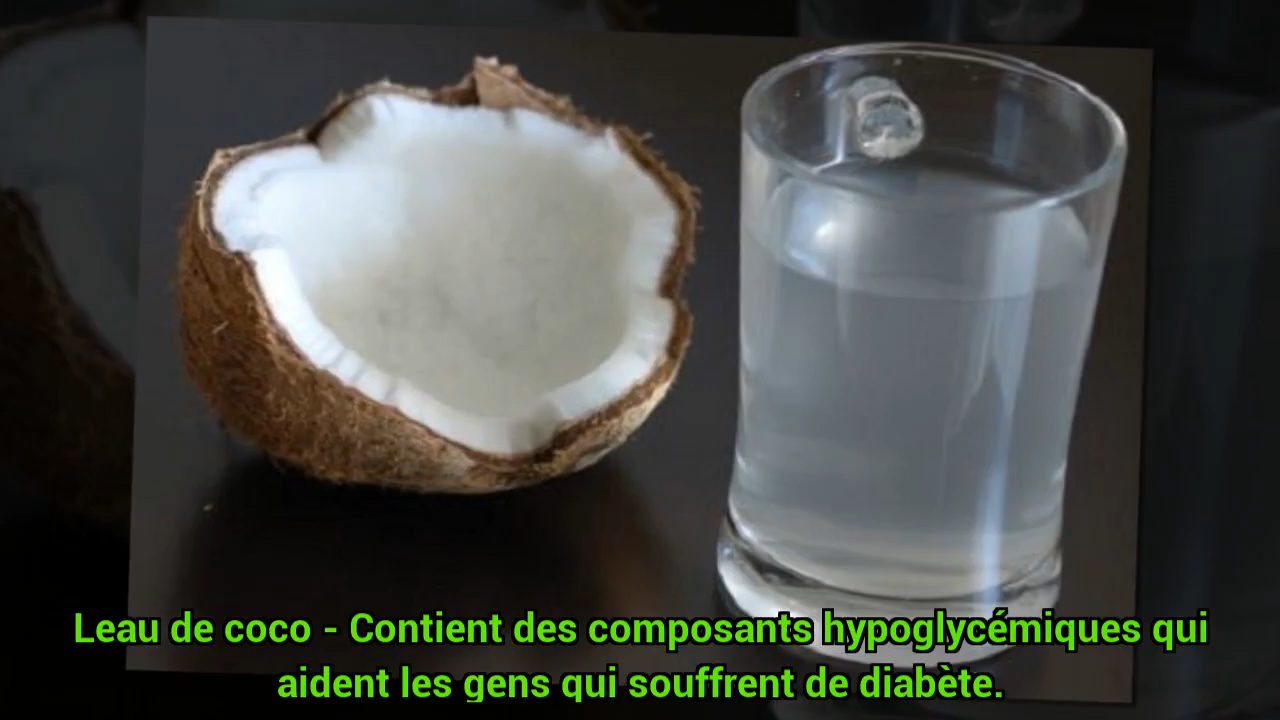 Leau de coco - Contient des composants hypoglycémiques qui
aident les gens qui souffrent de diabète.